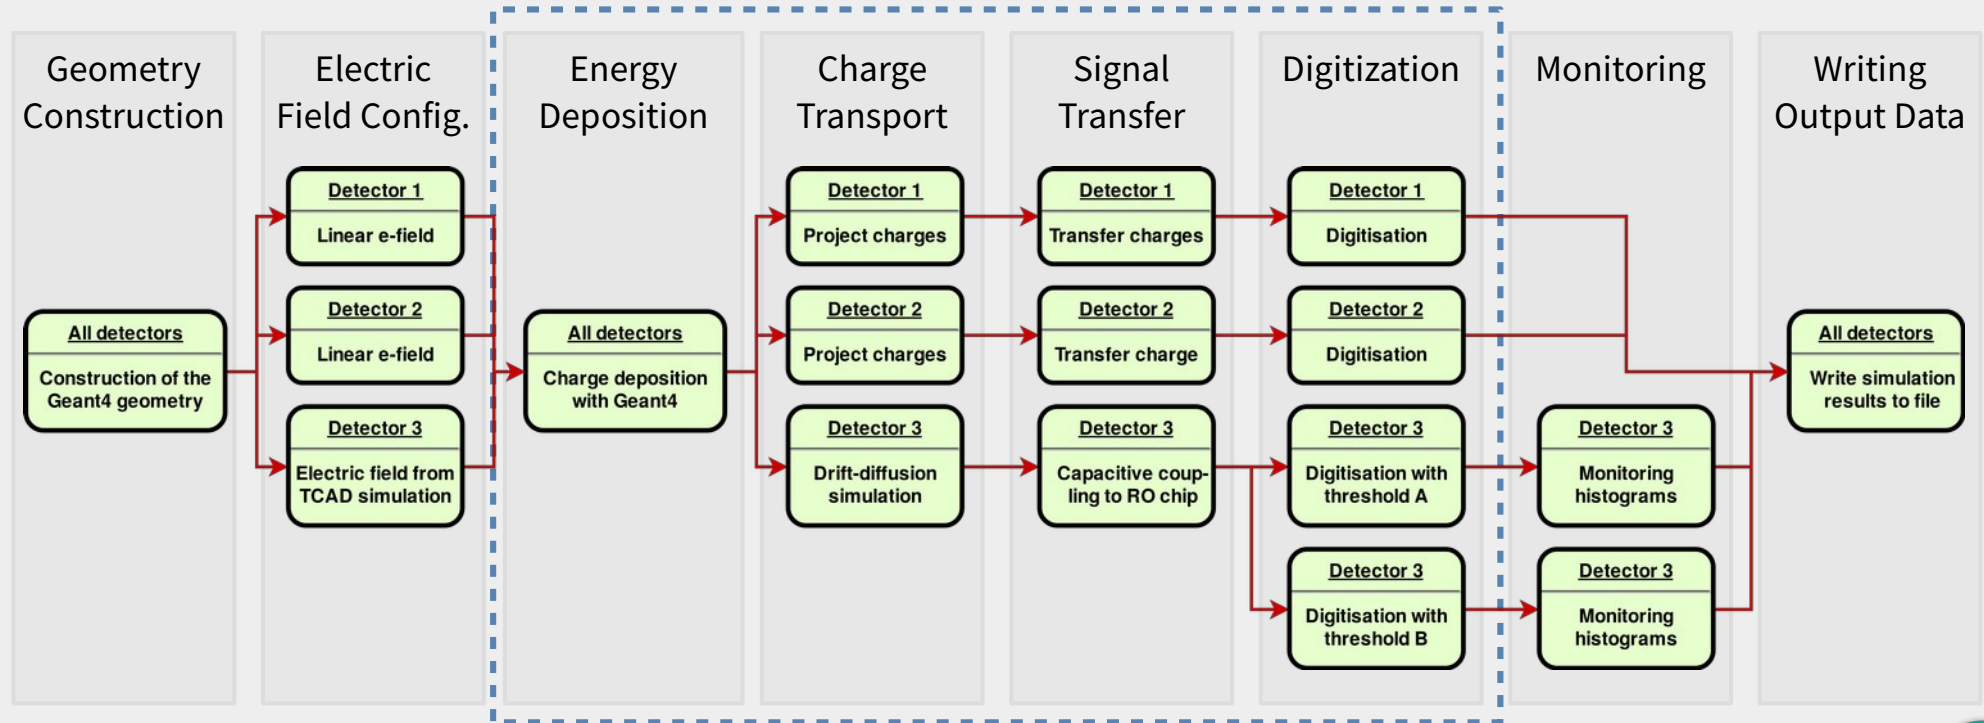 Geometry
Construction
Electric
Field Config.
Energy
Deposition
Charge
Transport
Signal
Transfer
Digitization
Monitoring
Writing
Output Data
All detectors
Construction of the
Geant4 geometry
Detector 1
Linear e-field
Detector 2
Linear e-field
Detector 3
Electric field from
TCAD simulation
All detectors
Charge deposition
with Geant4
Detector 1
Project charges
Detector 2
Project charges
Detector 3
Drift-diffusion
simulation
Detector 1
Transfer charges
Detector 2
Transfer charge
Detector 3
Capacitive coup-
ling to RO chip
Detector 1
Digitisation
Detector 2
Digitisation
Detector 3
Digitisation with
threshold A
Detector 3
Digitisation with
threshold B
Detector 3
Monitoring
histograms
Detector 3
Monitoring
histograms
All detectors
Write simulation
results to file